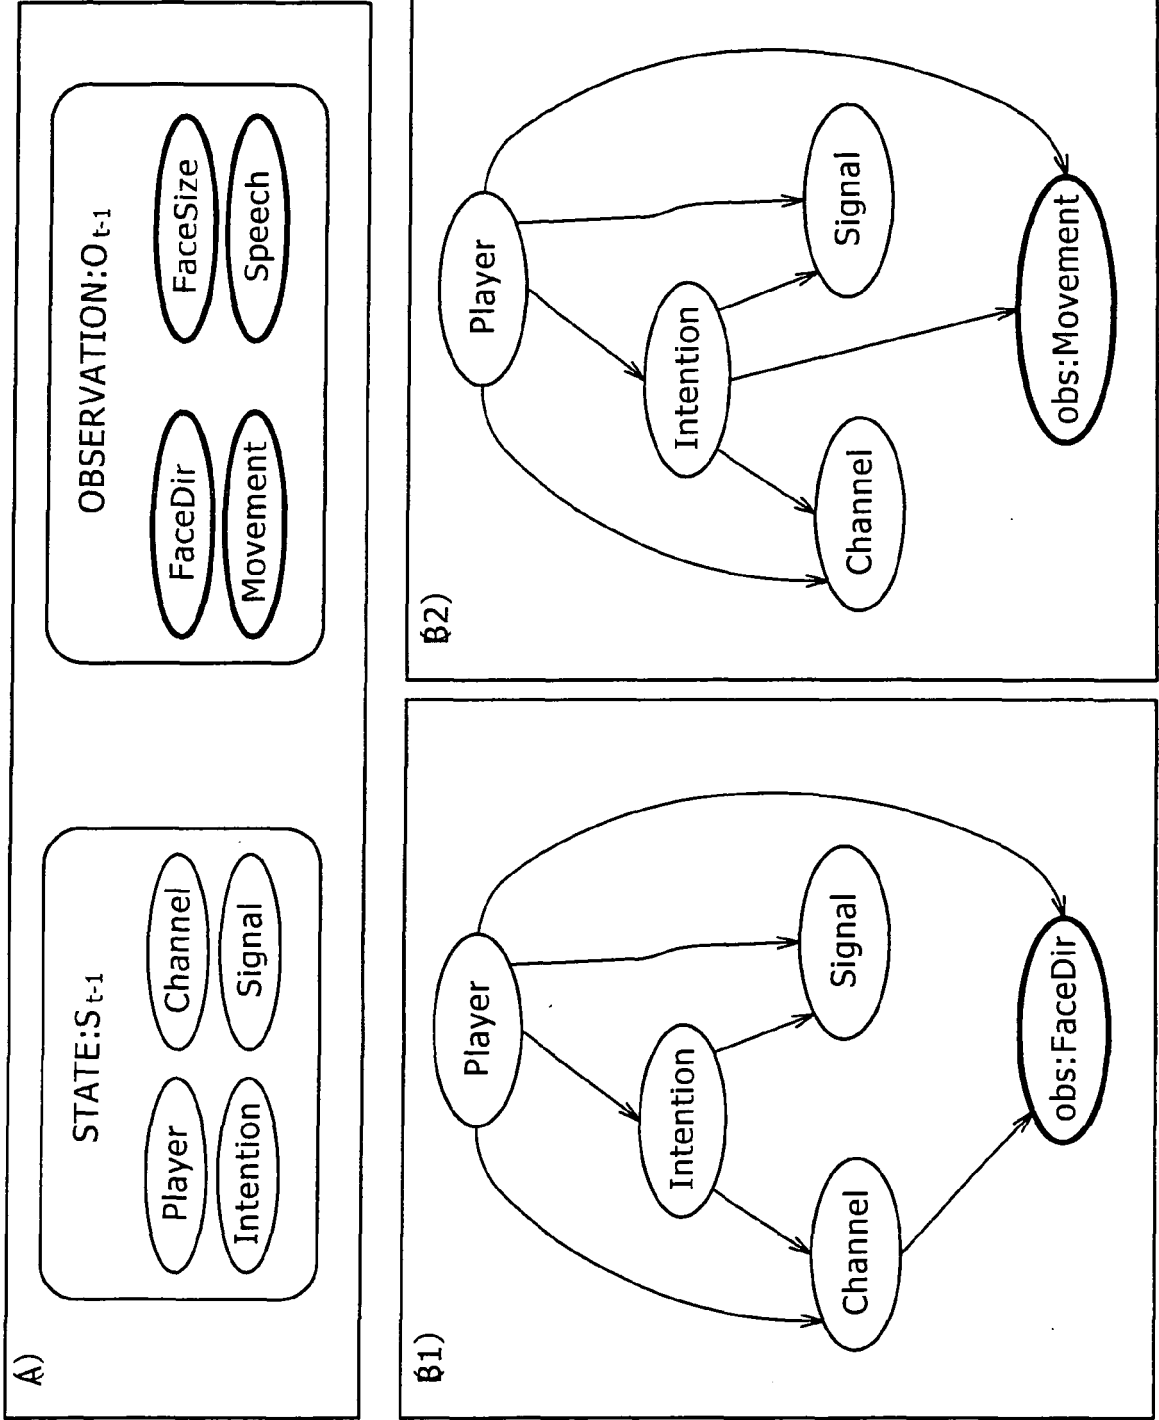 A)
STATE:S t-1
Player Channel
Intention Signal
OBSERVATION:O t-1
FaceDir FaceSize
Movement Speech
B1)
Player
Intention
Signal
Channel
obs:FaceDir
B2)
Player
Intention
Signal
Channel
obs:Movement